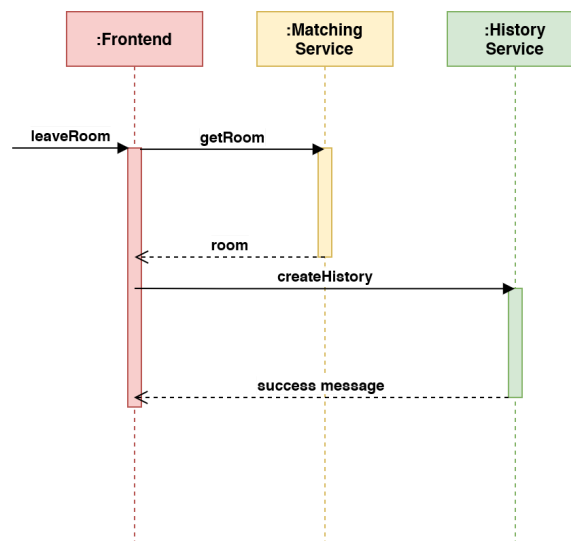 :Frontend
:Matching
Service
:History
Service
leaveRoom
getRoom
room
createHistory
success message